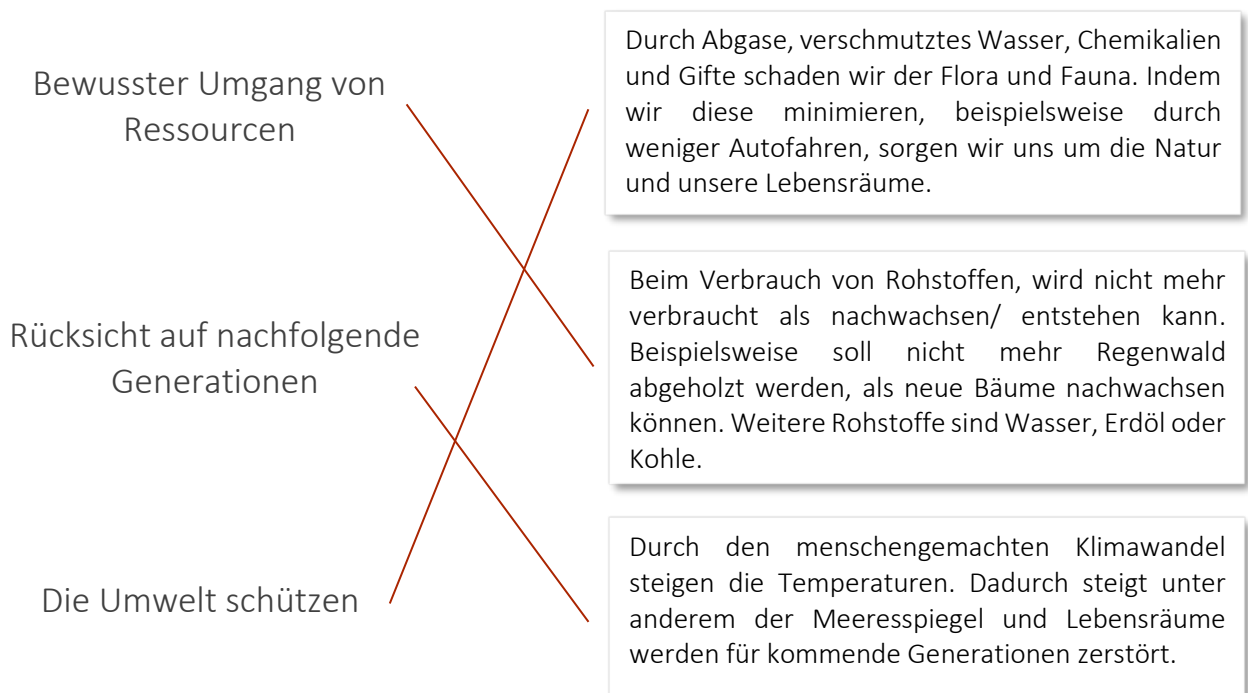 Bewusster Umgang von
Ressourcen
Durch Abgase, verschmutztes Wasser, Chemikalien
und Gifte schaden wir der Flora und Fauna. Indem
wir diese minimieren, beispielsweise durch
weniger Autofahren, sorgen wir uns um die Natur
und unsere Lebensräume.
Rücksicht auf nachfolgende
Generationen
Beim Verbrauch von Rohstoffen, wird nicht mehr
verbraucht als nachwachsen/ entstehen kann.
Beispielsweise soll nicht mehr Regenwald
abgeholzt werden, als neue Bäume nachwachsen
können. Weitere Rohstoffe sind Wasser, Erdöl oder
Kohle.
Die Umwelt schützen
Durch den menschengemachten Klimawandel
steigen die Temperaturen. Dadurch steigt unter
anderem der Meeresspiegel und Lebensräume
werden für kommende Generationen zerstört.